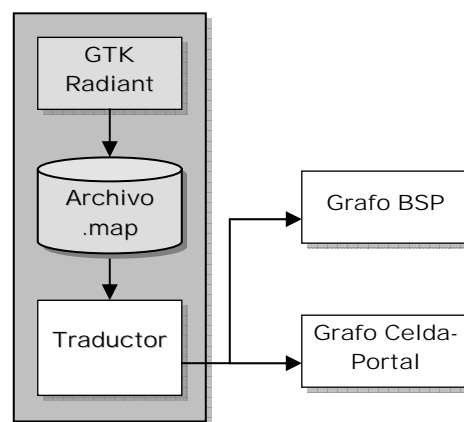 GTK
Radiant
Archivo
.map
Traductor
Grafo BSP
Grafo Celda-
Portal